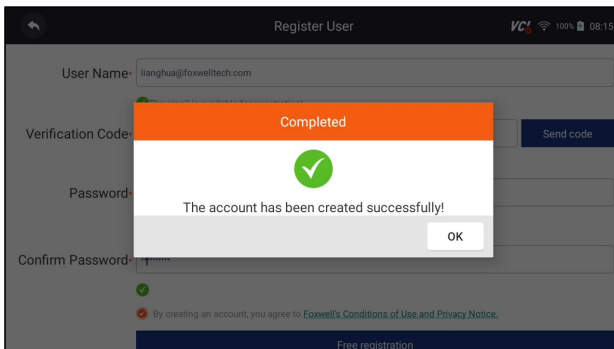 Register User
VCI 100% 08:15
User Name* lianghua@foxwelltech.com
Completed
Verification Code* Send code
Password*
The account has been created successfully!
OK
Confirm Password*
By creating an account, you agree to Foxwell's Conditions of Use and Privacy Notice.
Free registration